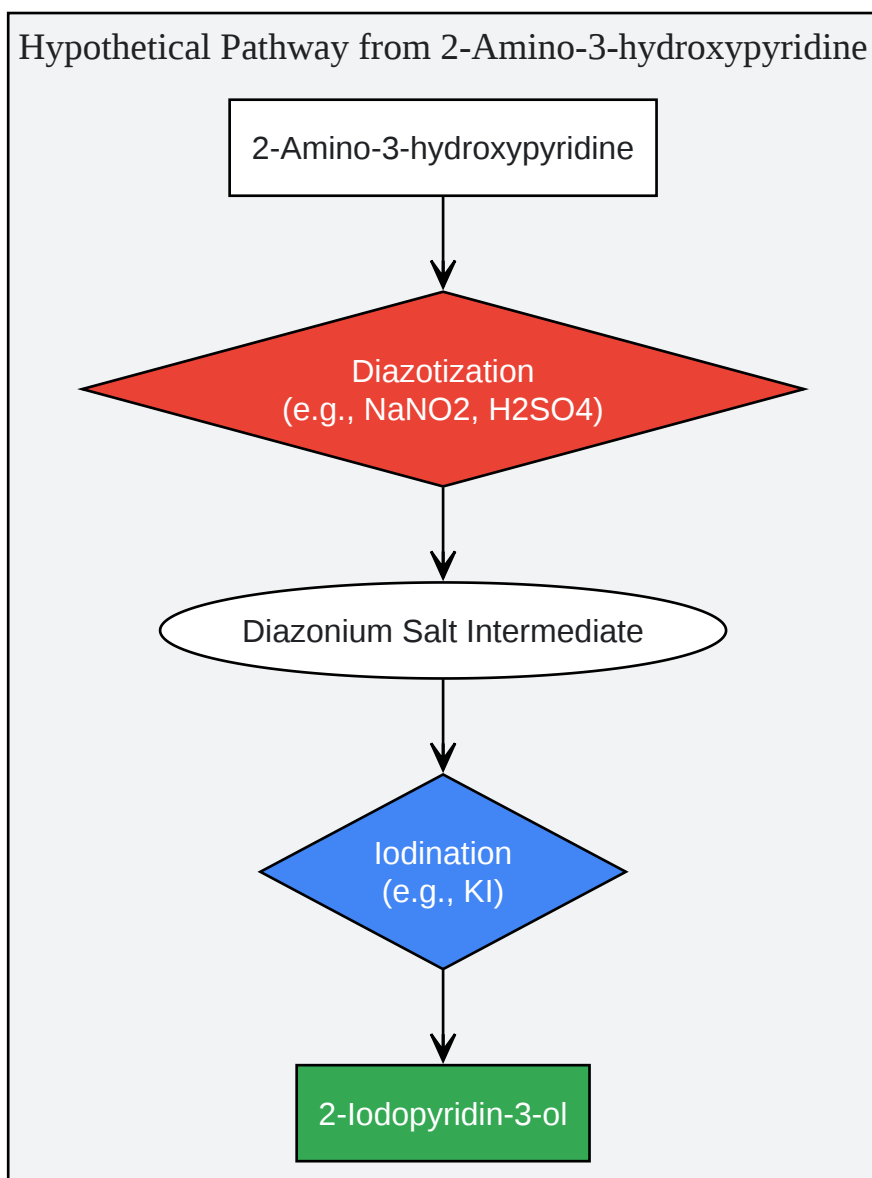 Hypothetical Pathway from 2-Amino-3-hydroxypyridine
2-Amino-3-hydroxypyridine
Diazotization
(e.g., NaNO2, H2SO4)
Diazonium Salt Intermediate
Iodination
(e.g., KI)
2-Iodopyridin-3-ol